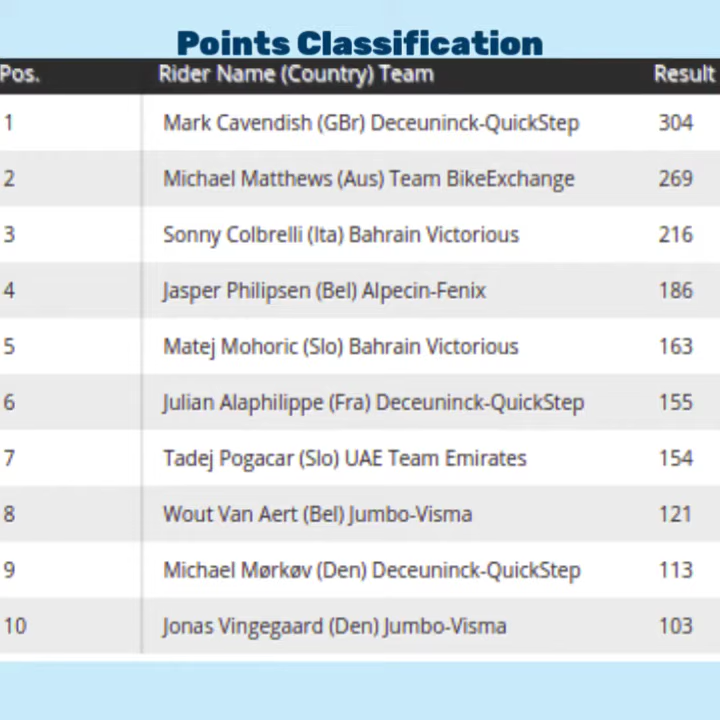 Points Classification
Pos. Rider Name (Country) Team Result
1 Mark Cavendish (GBr) Deceuninck-QuickStep 304
2 Michael Matthews (Aus) Team BikeExchange 269
3 Sonny Colbrelli (Ita) Bahrain Victorious 216
4 Jasper Philipsen (Bel) Alpecin-Fenix 186
5 Matej Mohoric (Slo) Bahrain Victorious 163
6 Julian Alaphilippe (Fra) Deceuninck-QuickStep 155
7 Tadej Pogacar (Slo) UAE Team Emirates 154
8 Wout Van Aert (Bel) Jumbo-Visma 121
9 Michael Mørkøv (Den) Deceuninck-QuickStep 113
10 Jonas Vingegaard (Den) Jumbo-Visma 103